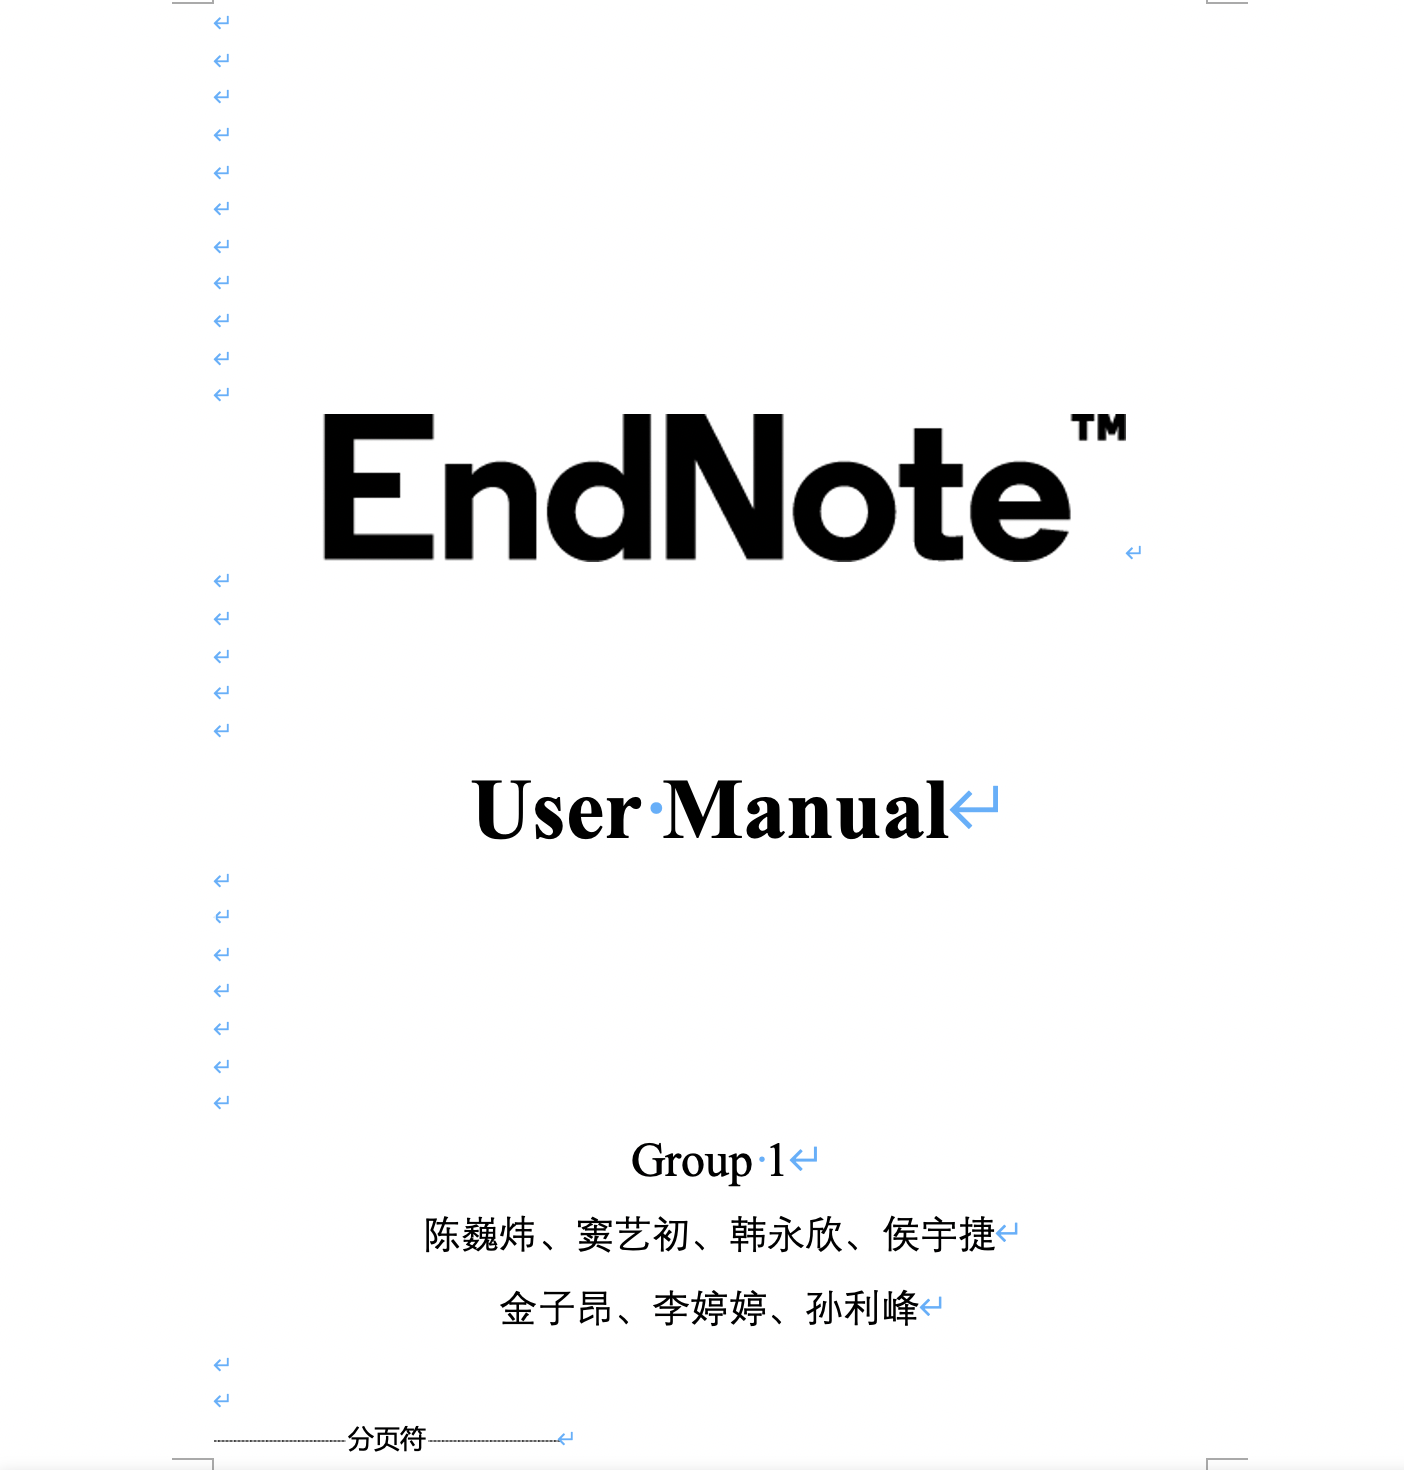 EndNote™
User Manual
Group 1
陈巍炜、窦艺初、韩永欣、侯宇捷
金子昂、李婷婷、孙利峰
分页符